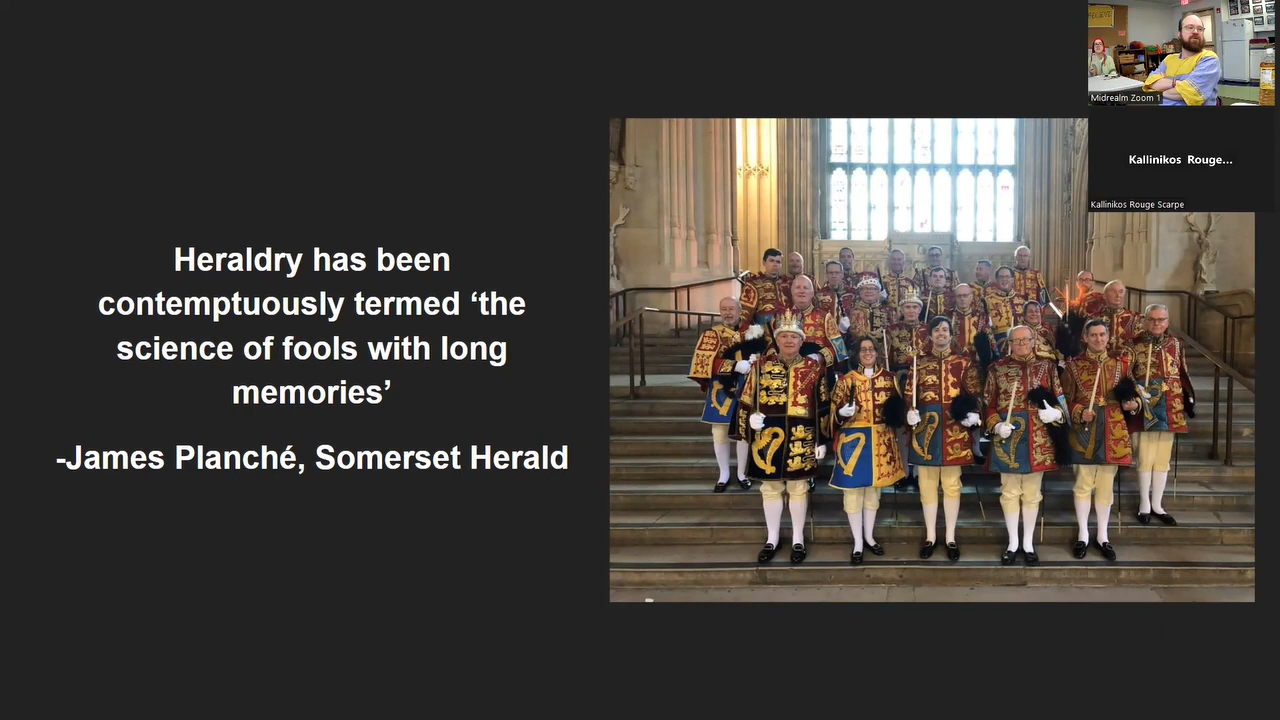 Heraldry has been
contemptuously termed ‘the
science of fools with long
memories’
-James Planché, Somerset Herald
Midrealm Zoom 1
Kallinikos Rouge...
Kallinikos Rouge Scarpe